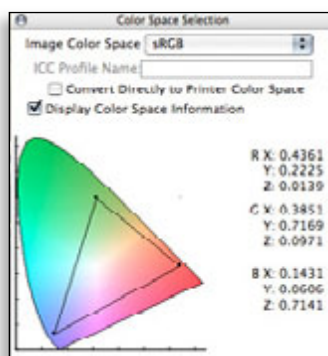 Color Space Selection
Image Color Space sRGB
ICC Profile Name:
Convert Directly to Printer Color Space
Display Color Space Information
R X: 0.4361
Y: 0.2225
Z: 0.0139
G X: 0.3851
Y: 0.7169
Z: 0.0971
B X: 0.1431
Y: 0.0606
Z: 0.7141